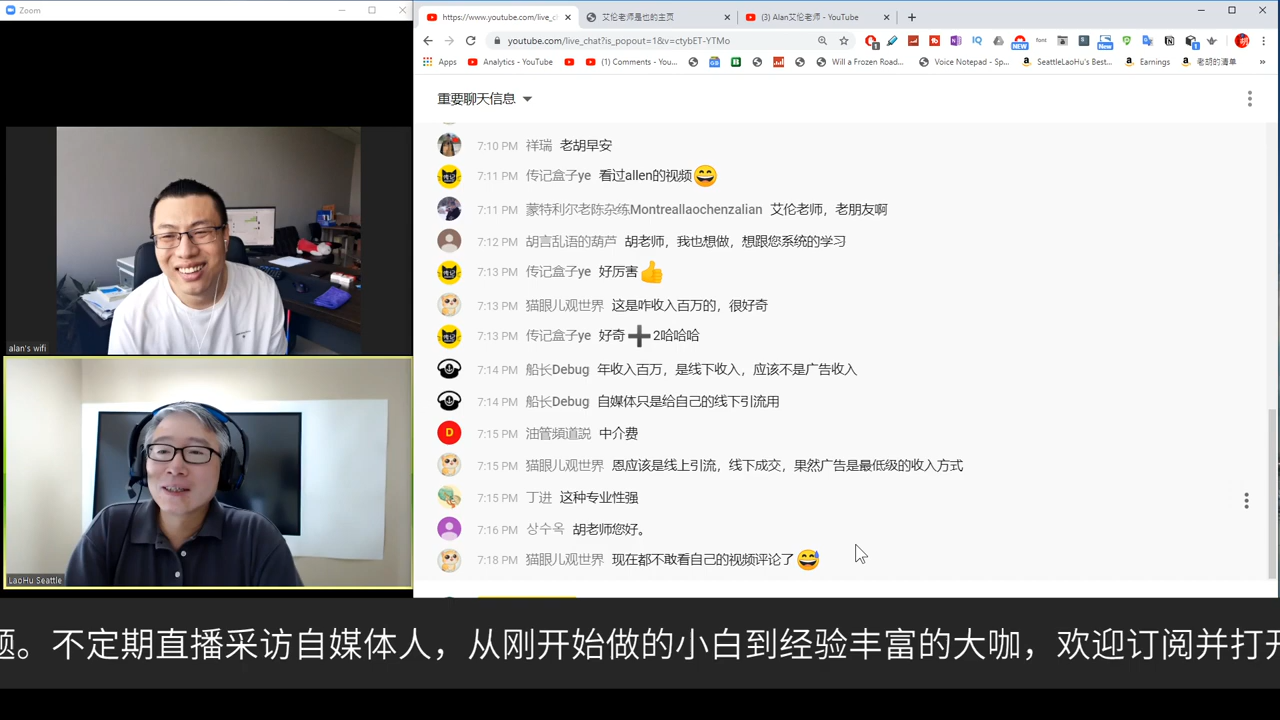 Zoom
https://www.youtube.com/live_c
艾伦老师是也的主页
(3) Alan艾伦老师 - YouTube
youtube.com/live_chat?is_popout=1&v=ctybET-YTMo
Apps
Analytics - YouTube
(1) Comments - You...
Will a Frozen Road...
Voice Notepad - Sp...
SeattleLaoHu's Best...
Earnings
老胡的清单
»
重要聊天信息
7:10 PM 祥瑞 老胡早安
7:11 PM 传记盒子ye 看过allen的视频😄
7:11 PM 蒙特利尔老陈杂练Montreallaochenzalian 艾伦老师，老朋友啊
7:12 PM 胡言乱语的葫芦 胡老师，我也想做，想跟您系统的学习
7:13 PM 传记盒子ye 好厉害👍
7:13 PM 猫眼儿观世界 这是咋收入百万的，很好奇
7:13 PM 传记盒子ye 好奇➕2哈哈哈
7:14 PM 船长Debug 年收入百万，是线下收入，应该不是广告收入
7:14 PM 船长Debug 自媒体只是给自己的线下引流用
7:15 PM 油管頻道説 中介费
7:15 PM 猫眼儿观世界 恩应该是线上引流，线下成交，果然广告是最低级的收入方式
7:15 PM 丁进 这种专业性强
7:16 PM 상수옥 胡老师您好。
7:18 PM 猫眼儿观世界 现在都不敢看自己的视频评论了😅
alan's wifi
LaoHu Seattle
题。不定期直播采访自媒体人，从刚开始做的小白到经验丰富的大咖，欢迎订阅并打开